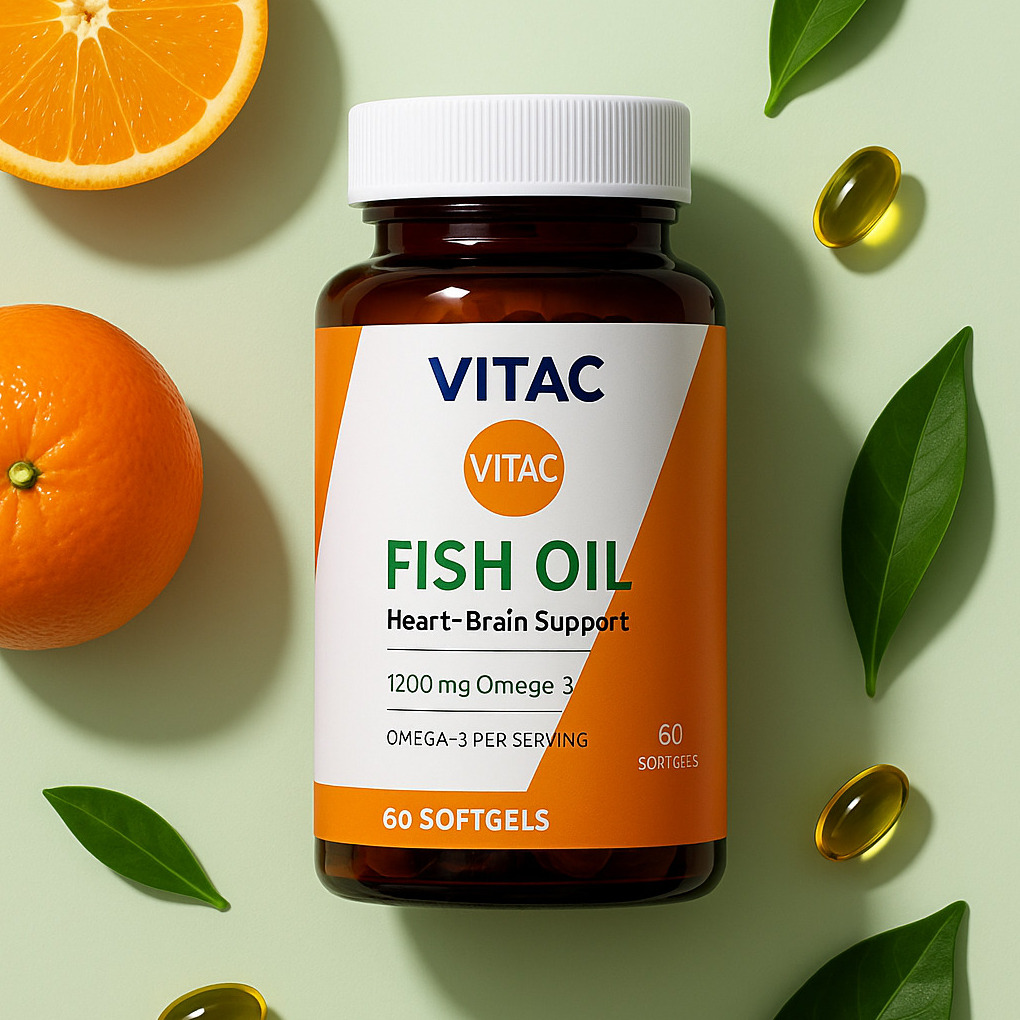 VITAC
VITAC
FISH OIL
Heart-Brain Support
1200 mg Omege 3
OMEGA-3 PER SERVING
60
SORTGEES
60 SOFTGELS